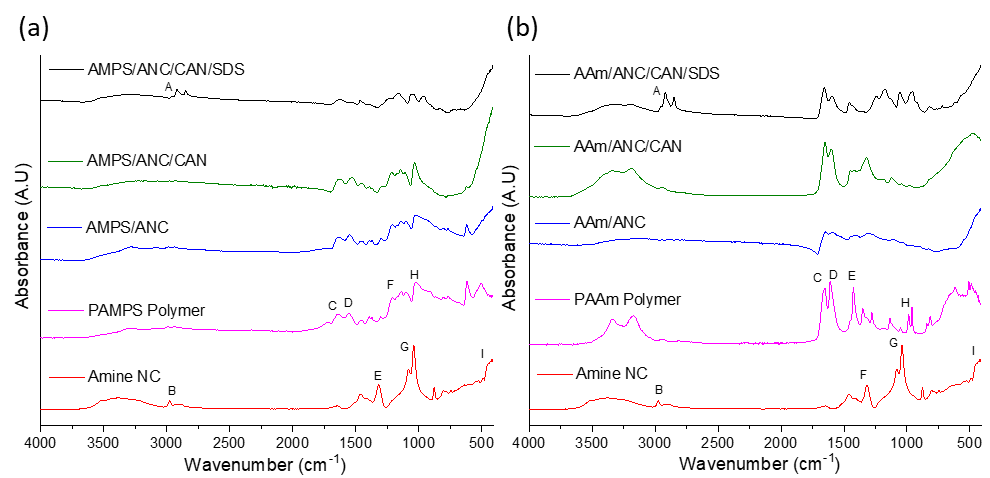 (a)
AMPS/ANC/CAN/SDS
A
AMPS/ANC/CAN
AMPS/ANC
PAMPS Polymer
C
D
F
H
Amine NC
B
E
G
I
4000 3500 3000 2500 2000 1500 1000 500
Wavenumber (cm⁻¹)
Absorbance (A.U)
(b)
AAm/ANC/CAN/SDS
A
AAm/ANC/CAN
AAm/ANC
PAAm Polymer
C
D
E
H
Amine NC
B
F
G
I
4000 3500 3000 2500 2000 1500 1000 500
Wavenumber (cm⁻¹)
Absorbance (A.U)